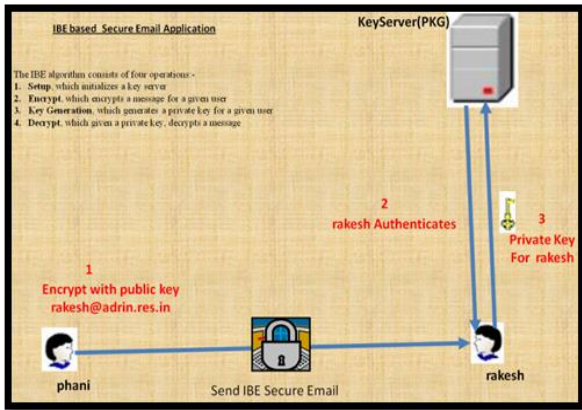 IBE based Secure Email Application
KeyServer(PKG)
The IBE algorithm consists of four operations:-
1. Setup, which initializes a key server
2. Encrypt, which encrypts a message for a given user
3. Key Generation, which generates a private key for a given user
4. Decrypt, which given a private key, decrypts a message
2
rakesh Authenticates
3
Private Key
For rakesh
1
Encrypt with public key
rakesh@adrin.res.in
phani
Send IBE Secure Email
rakesh